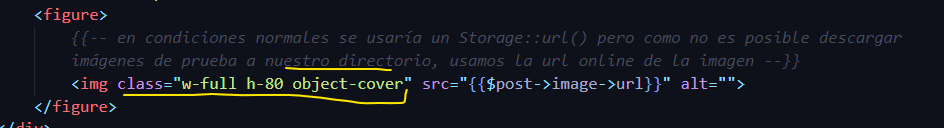 <figure>
{{-- en condiciones normales se usaría un Storage::url() pero como no es posible descargar
imágenes de prueba a nuestro directorio, usamos la url online de la imagen --}}
<img class="w-full h-80 object-cover" src="{{$post->image->url}}" alt="">
</figure>
</div>